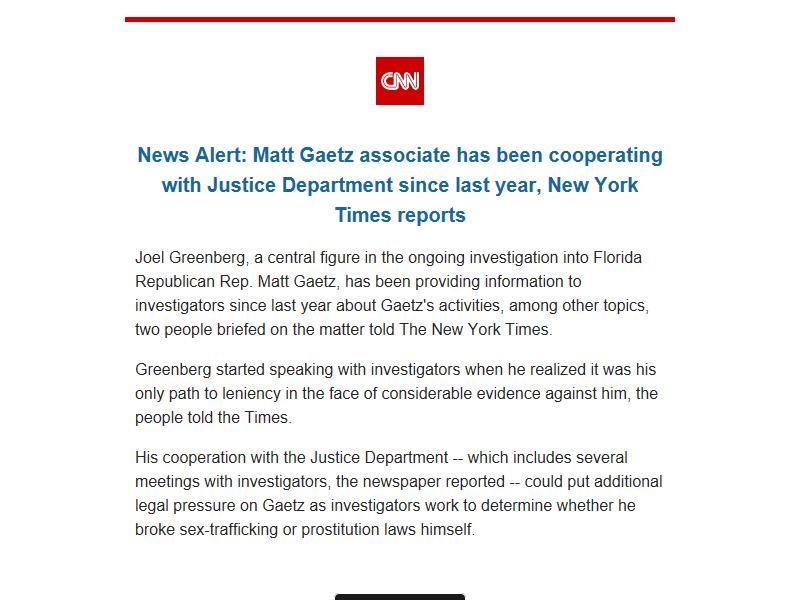 CNN
News Alert: Matt Gaetz associate has been cooperating
with Justice Department since last year, New York
Times reports
Joel Greenberg, a central figure in the ongoing investigation into Florida
Republican Rep. Matt Gaetz, has been providing information to
investigators since last year about Gaetz's activities, among other topics,
two people briefed on the matter told The New York Times.
Greenberg started speaking with investigators when he realized it was his
only path to leniency in the face of considerable evidence against him, the
people told the Times.
His cooperation with the Justice Department -- which includes several
meetings with investigators, the newspaper reported -- could put additional
legal pressure on Gaetz as investigators work to determine whether he
broke sex-trafficking or prostitution laws himself.